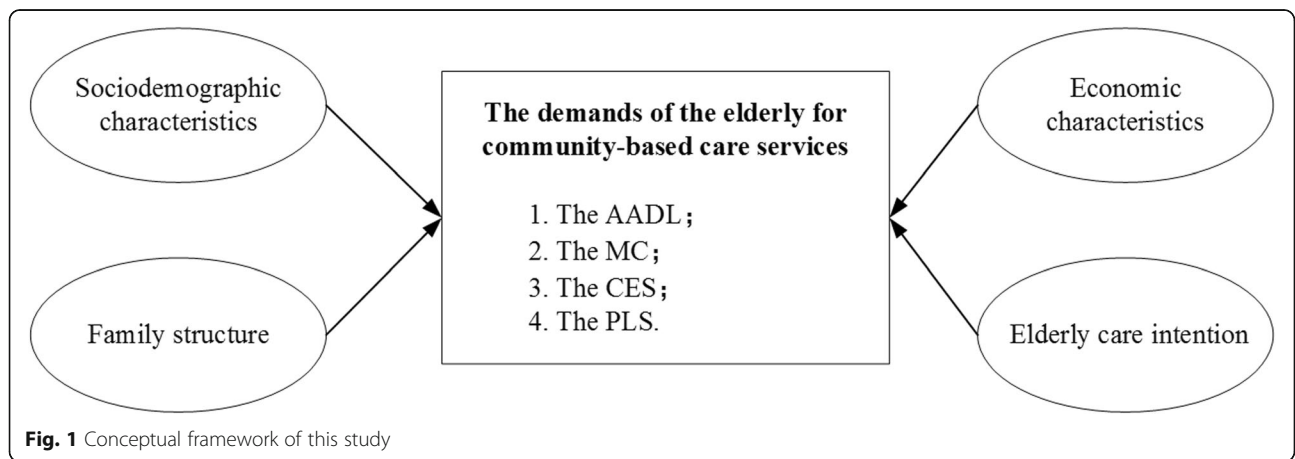 Sociodemographic
characteristics
Family structure
The demands of the elderly for
community-based care services
1. The AADL；
2. The MC；
3. The CES；
4. The PLS.
Economic
characteristics
Elderly care intention
Fig. 1 Conceptual framework of this study